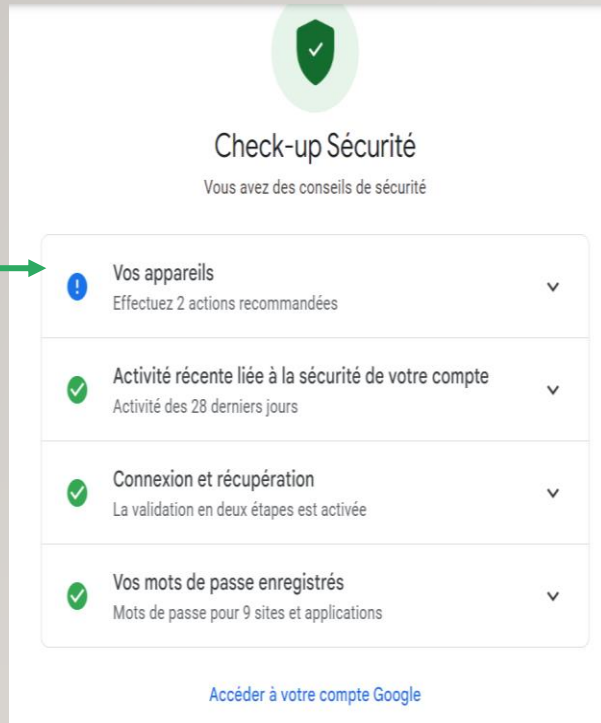 Check-up Sécurité
Vous avez des conseils de sécurité
Vos appareils
Effectuez 2 actions recommandées
Activité récente liée à la sécurité de votre compte
Activité des 28 derniers jours
Connexion et récupération
La validation en deux étapes est activée
Vos mots de passe enregistrés
Mots de passe pour 9 sites et applications
Accéder à votre compte Google